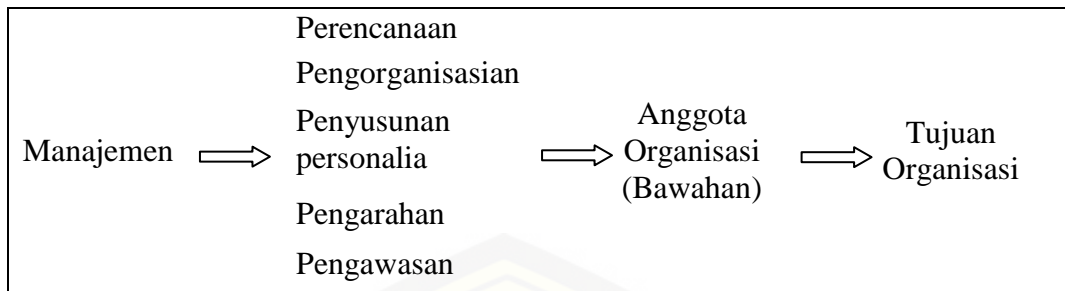 Manajemen
Perencanaan
Pengorganisasian
Penyusunan
personalia
Pengarahan
Pengawasan
Anggota
Organisasi
(Bawahan)
Tujuan
Organisasi